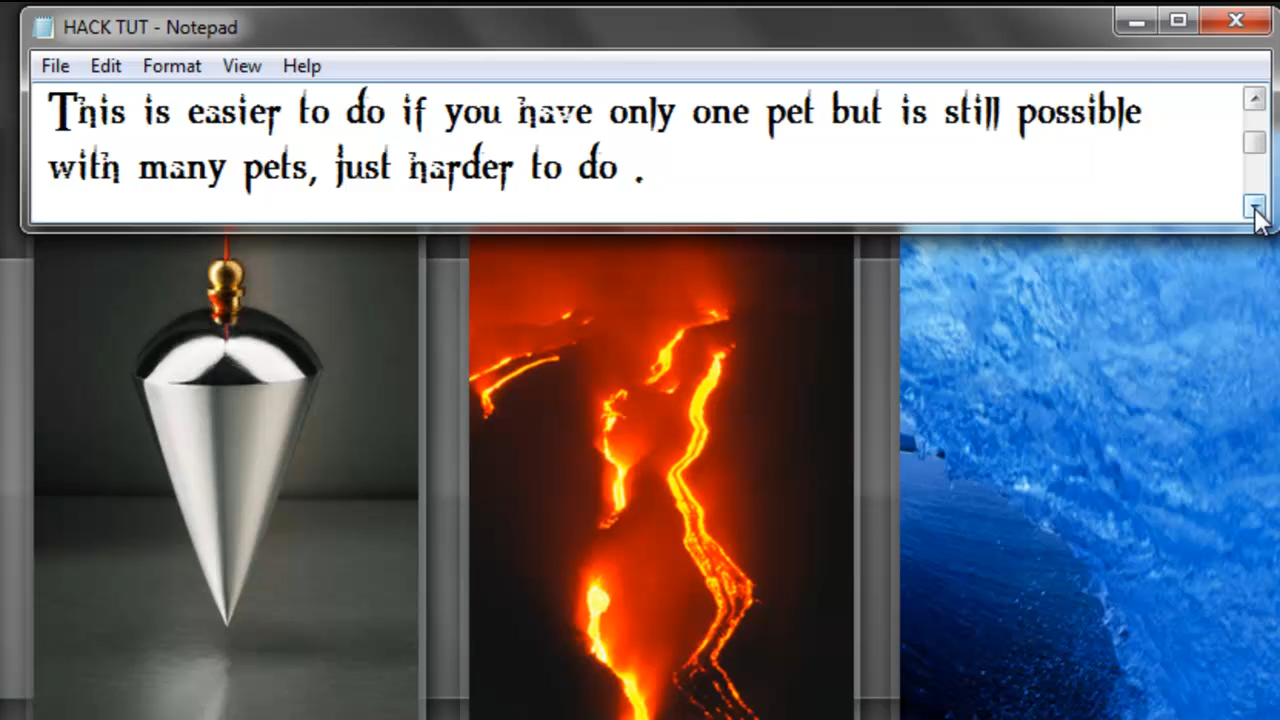 HACK TUT - Notepad
File Edit Format View Help
This is easier to do if you have only one pet but is still possible
with many pets, just harder to do .